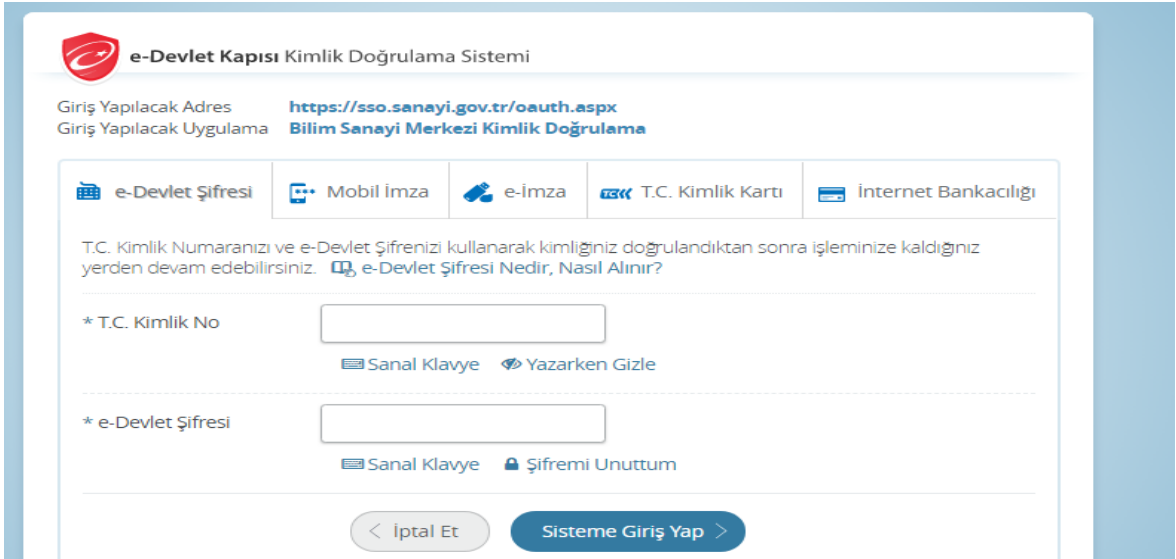 e-Devlet Kapısı Kimlik Doğrulama Sistemi
Giriş Yapılacak Adres https://sso.sanayi.gov.tr/oauth.aspx
Giriş Yapılacak Uygulama Bilim Sanayi Merkezi Kimlik Doğrulama
e-Devlet Şifresi Mobil İmza e-İmza T.C. Kimlik Kartı İnternet Bankacılığı
T.C. Kimlik Numaranızı ve e-Devlet Şifrenizi kullanarak kimliğiniz doğrulandıktan sonra işleminize kaldığınız
yerden devam edebilirsiniz. e-Devlet Şifresi Nedir, Nasıl Alınır?
* T.C. Kimlik No
Sanal Klavye Yazarken Gizle
* e-Devlet Şifresi
Sanal Klavye Şifremi Unuttum
< İptal Et Sisteme Giriş Yap >